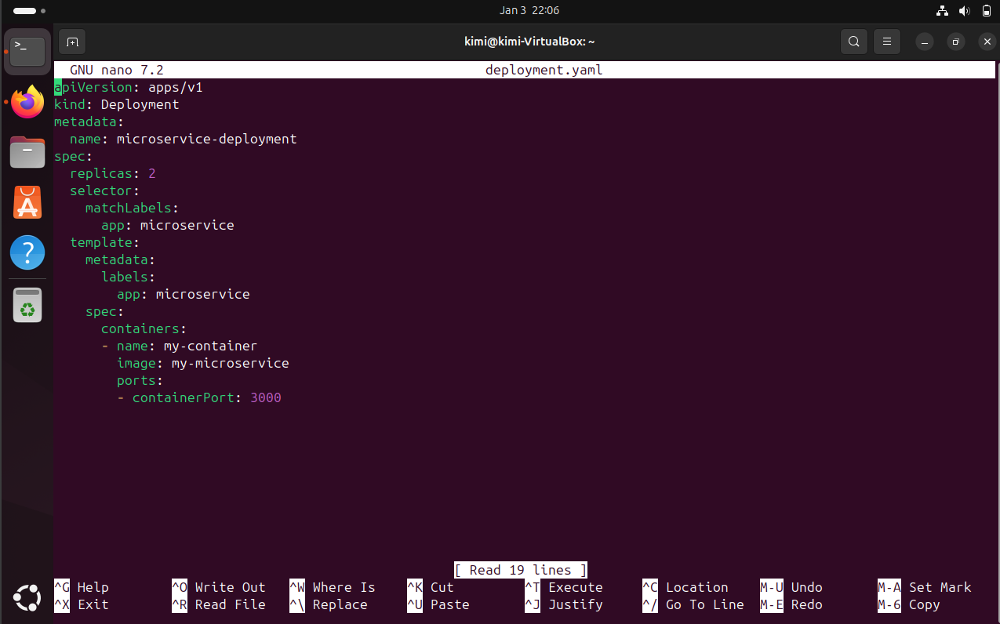 Jan 3 22:06
kimi@kimi-VirtualBox: ~
GNU nano 7.2 deployment.yaml
apiVersion: apps/v1
kind: Deployment
metadata:
  name: microservice-deployment
spec:
  replicas: 2
  selector:
    matchLabels:
      app: microservice
  template:
    metadata:
      labels:
        app: microservice
    spec:
      containers:
      - name: my-container
        image: my-microservice
        ports:
        - containerPort: 3000
[ Read 19 lines ]
^G Help ^O Write Out ^W Where Is ^K Cut ^T Execute ^C Location M-U Undo M-A Set Mark
^X Exit ^R Read File ^\ Replace ^U Paste ^J Justify ^/ Go To Line M-E Redo M-6 Copy